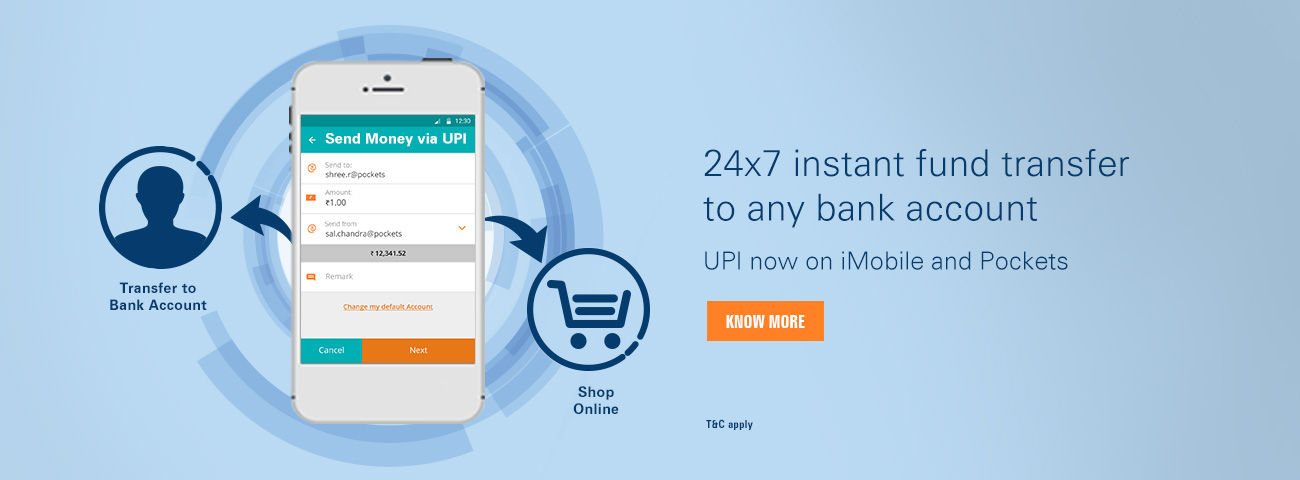 12:30
← Send Money via UPI
Send to:
shree.r@pockets
Amount
₹1.00
Send from
sal.chandra@pockets
₹ 12,341.52
Remark
Change my default Account
Cancel Next
Transfer to
Bank Account
Shop
Online
24x7 instant fund transfer
to any bank account
UPI now on iMobile and Pockets
KNOW MORE
T&C apply